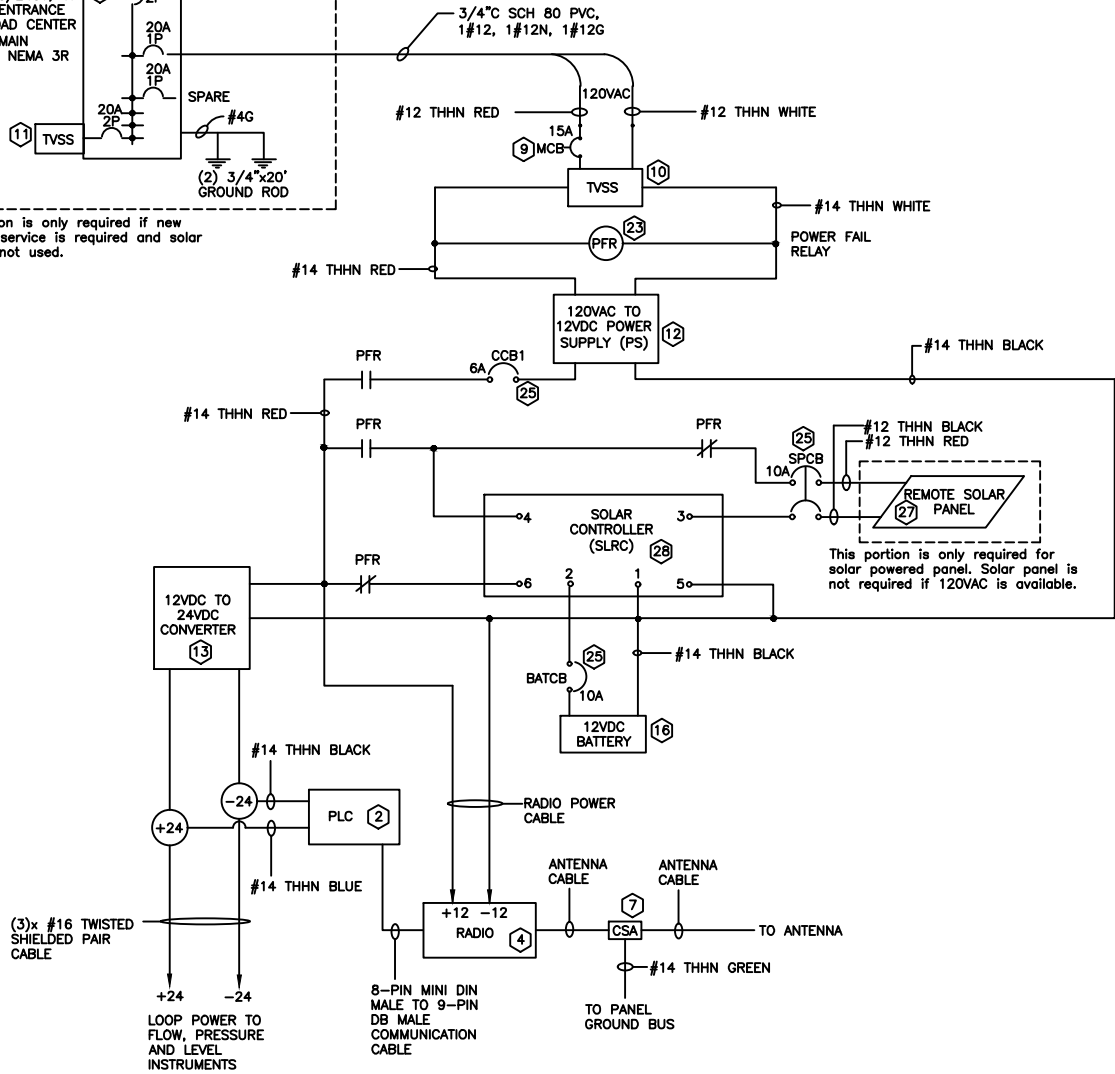 2P
ENTRANCE
AD CENTER
MAIN
NEMA 3R
20A
1P
20A
1P
SPARE
20A
2P
#4G
11
TVSS
(2) 3/4"x20'
GROUND ROD
on is only required if new
service is required and solar
not used.
3/4"C SCH 80 PVC,
1#12, 1#12N, 1#12G
120VAC
#12 THHN RED
#12 THHN WHITE
15A
9
MCB
TVSS
10
#14 THHN WHITE
PFR
23
POWER FAIL
RELAY
#14 THHN RED
120VAC TO
12VDC POWER
SUPPLY (PS)
12
#14 THHN BLACK
PFR
6A
CCB1
25
#14 THHN RED
PFR
PFR
25
SPCB
10A
#12 THHN BLACK
#12 THHN RED
REMOTE SOLAR
PANEL
27
This portion is only required for
solar powered panel. Solar panel is
not required if 120VAC is available.
4
SOLAR
CONTROLLER
(SLRC)
28
3
PFR
6
2
1
5
12VDC TO
24VDC
CONVERTER
13
#14 THHN BLACK
25
BATCB
10A
12VDC
BATTERY
16
#14 THHN BLACK
-24
+24
PLC
2
RADIO POWER
CABLE
#14 THHN BLUE
(3)x #16 TWISTED
SHIELDED PAIR
CABLE
+12 -12
RADIO
4
ANTENNA
CABLE
7
CSA
ANTENNA
CABLE
TO ANTENNA
#14 THHN GREEN
TO PANEL
GROUND BUS
8-PIN MINI DIN
MALE TO 9-PIN
DB MALE
COMMUNICATION
CABLE
+24
-24
LOOP POWER TO
FLOW, PRESSURE
AND LEVEL
INSTRUMENTS